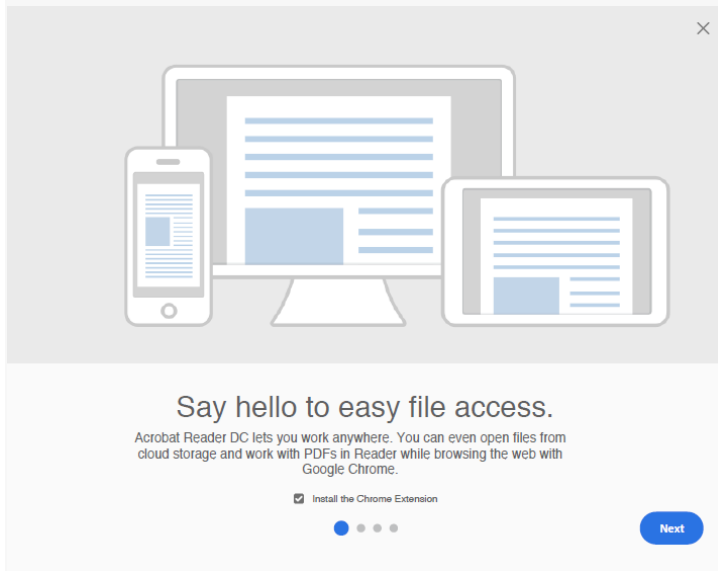 Say hello to easy file access.
Acrobat Reader DC lets you work anywhere. You can even open files from
cloud storage and work with PDFs in Reader while browsing the web with
Google Chrome.
Install the Chrome Extension
Next